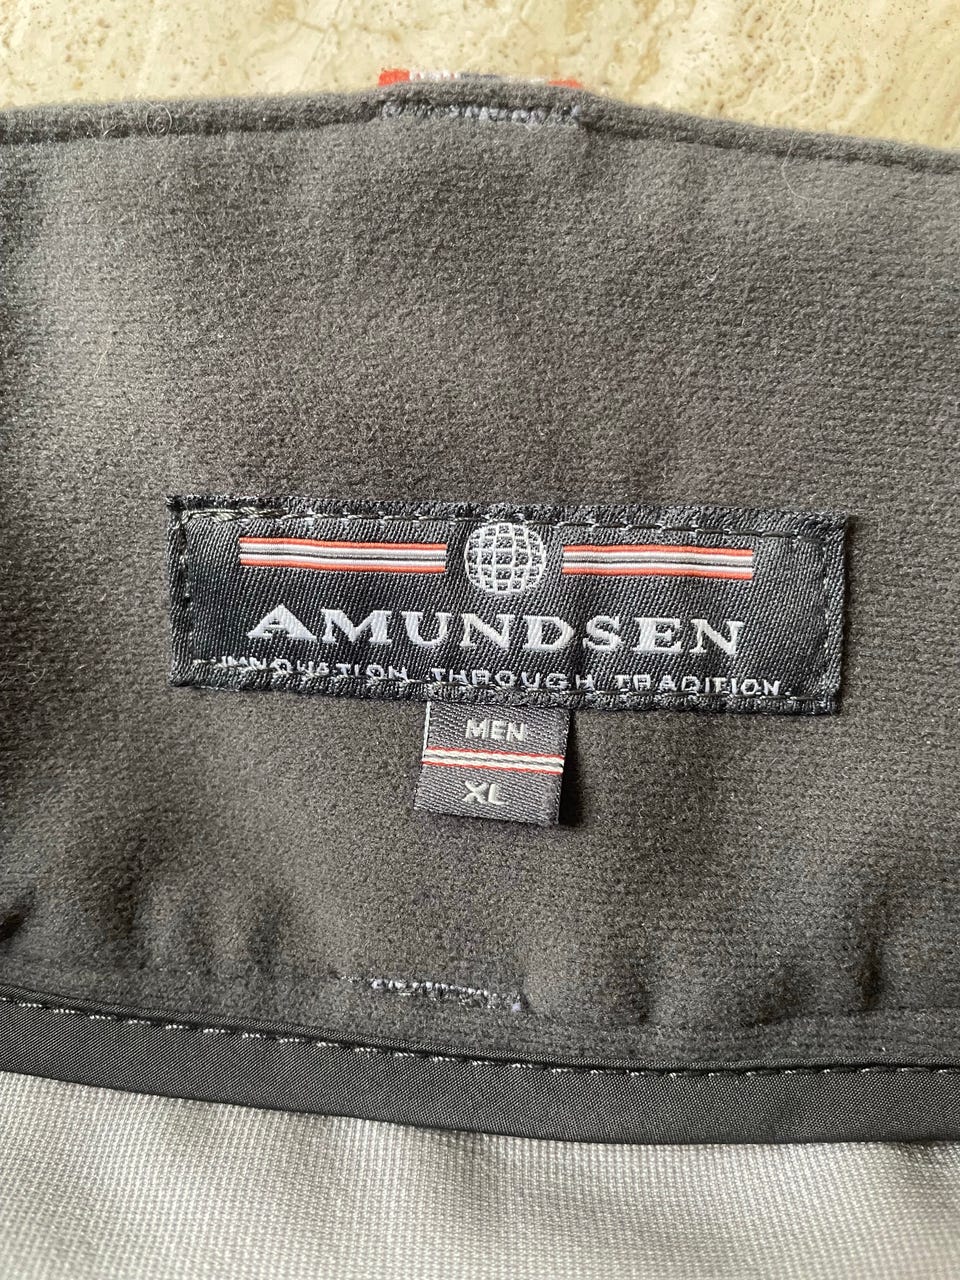 AMUNDSEN
INNOVATION THROUGH TRADITION
MEN
XL